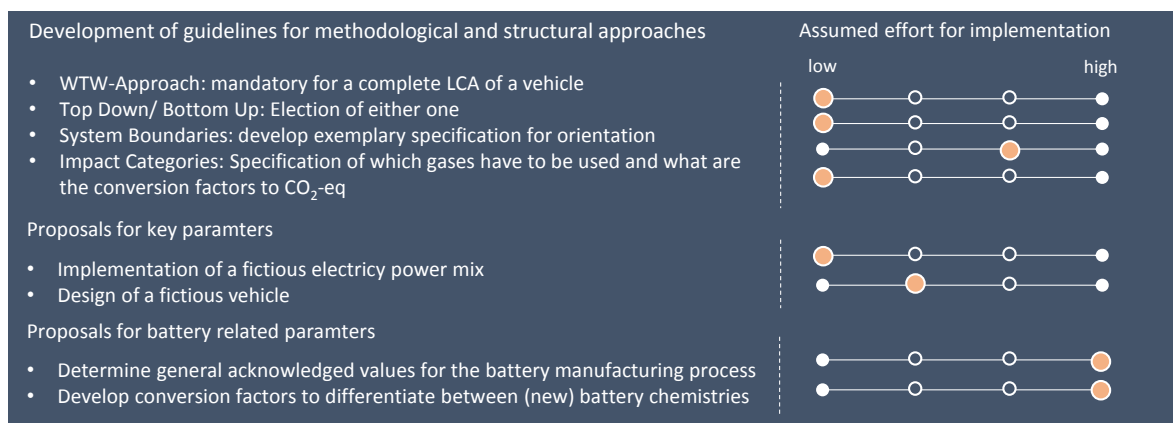 Development of guidelines for methodological and structural approaches
Assumed effort for implementation
low
high
• WTW-Approach: mandatory for a complete LCA of a vehicle
• Top Down/ Bottom Up: Election of either one
• System Boundaries: develop exemplary specification for orientation
• Impact Categories: Specification of which gases have to be used and what are
the conversion factors to CO₂-eq
Proposals for key paramters
• Implementation of a fictious electricy power mix
• Design of a fictious vehicle
Proposals for battery related paramters
• Determine general acknowledged values for the battery manufacturing process
• Develop conversion factors to differentiate between (new) battery chemistries